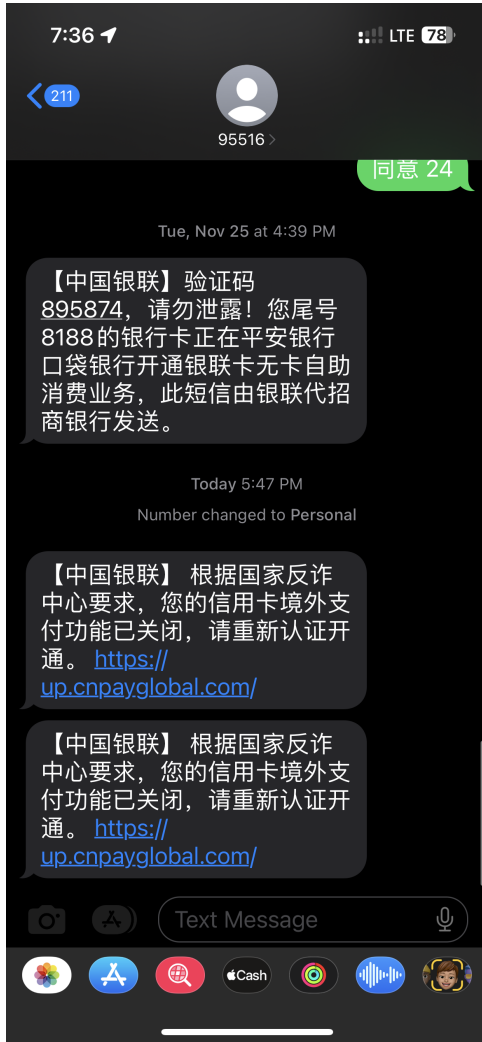 7:36
LTE 78
211
95516
同意 24
Tue, Nov 25 at 4:39 PM
【中国银联】验证码
895874，请勿泄露！您尾号
8188的银行卡正在平安银行
口袋银行开通银联卡无卡自助
消费业务，此短信由银联代招
商银行发送。
Today 5:47 PM
Number changed to Personal
【中国银联】 根据国家反诈
中心要求，您的信用卡境外支
付功能已关闭，请重新认证开
通。 https://
up.cnpayglobal.com/
【中国银联】 根据国家反诈
中心要求，您的信用卡境外支
付功能已关闭，请重新认证开
通。 https://
up.cnpayglobal.com/
Text Message
Cash